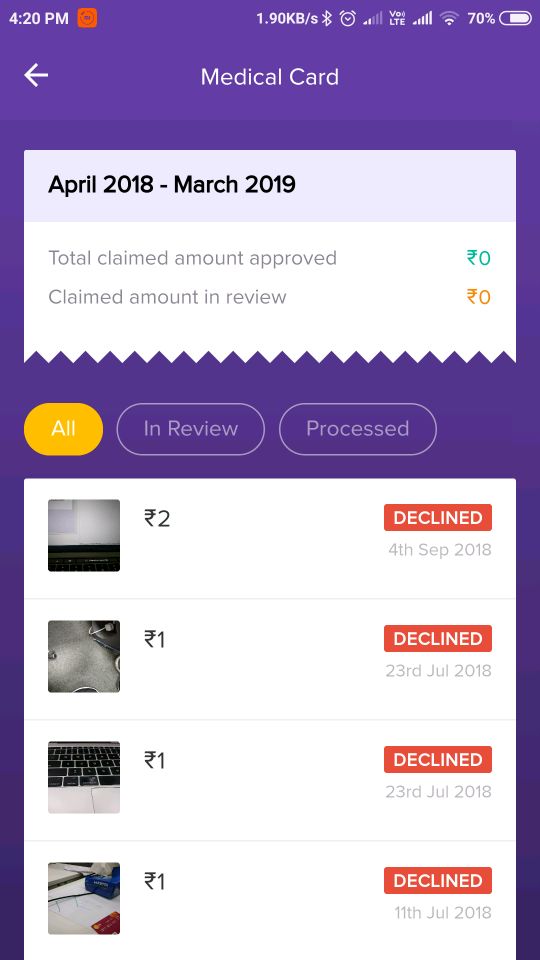 4:20 PM 1.90KB/s Vo) LTE 70%
Medical Card
April 2018 - March 2019
Total claimed amount approved ₹0
Claimed amount in review ₹0
All In Review Processed
₹2 DECLINED
4th Sep 2018
₹1 DECLINED
23rd Jul 2018
₹1 DECLINED
23rd Jul 2018
₹1 DECLINED
11th Jul 2018